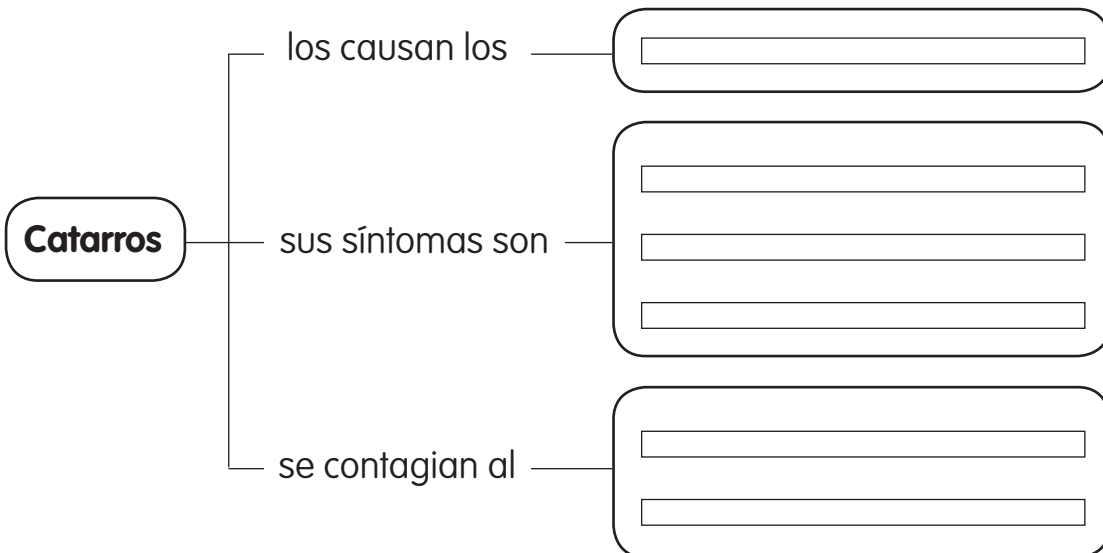 los causan los
Catarros
sus síntomas son
se contagian al